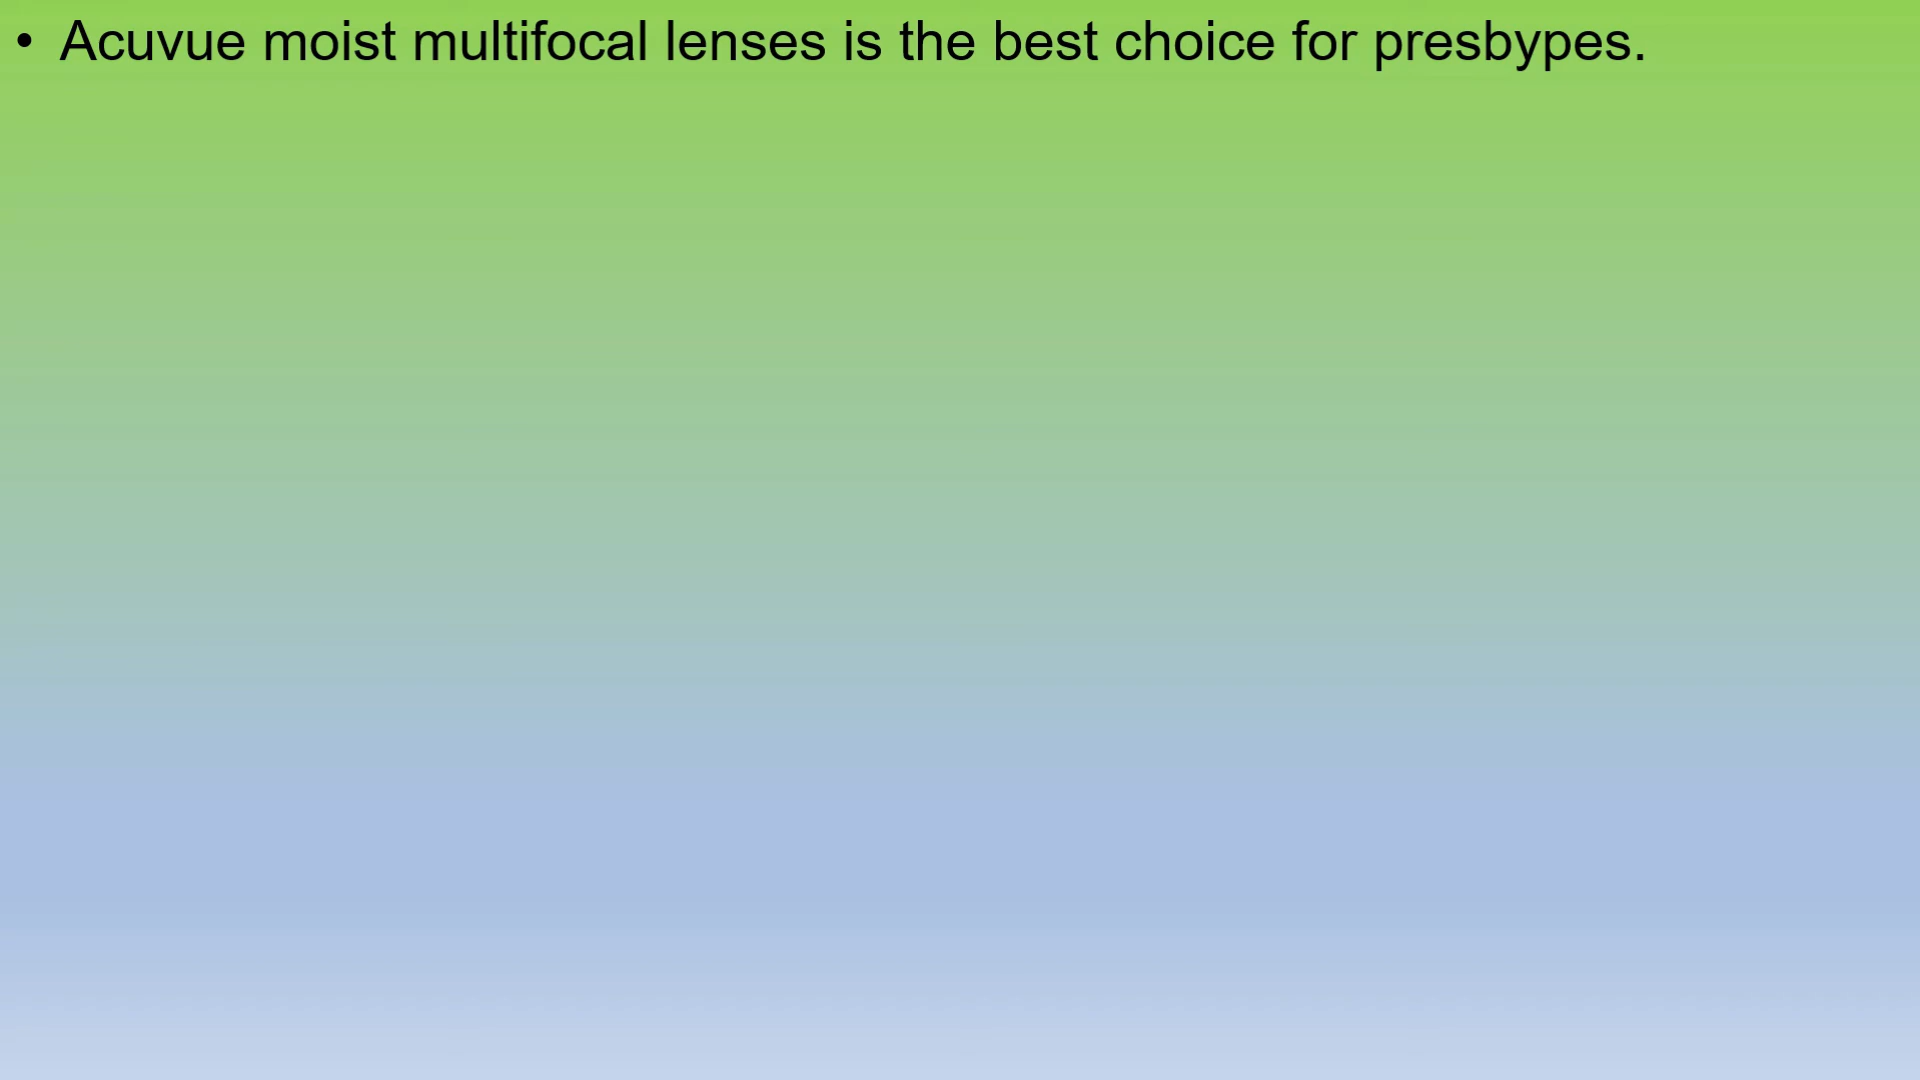 • Acuvue moist multifocal lenses is the best choice for presbypes.